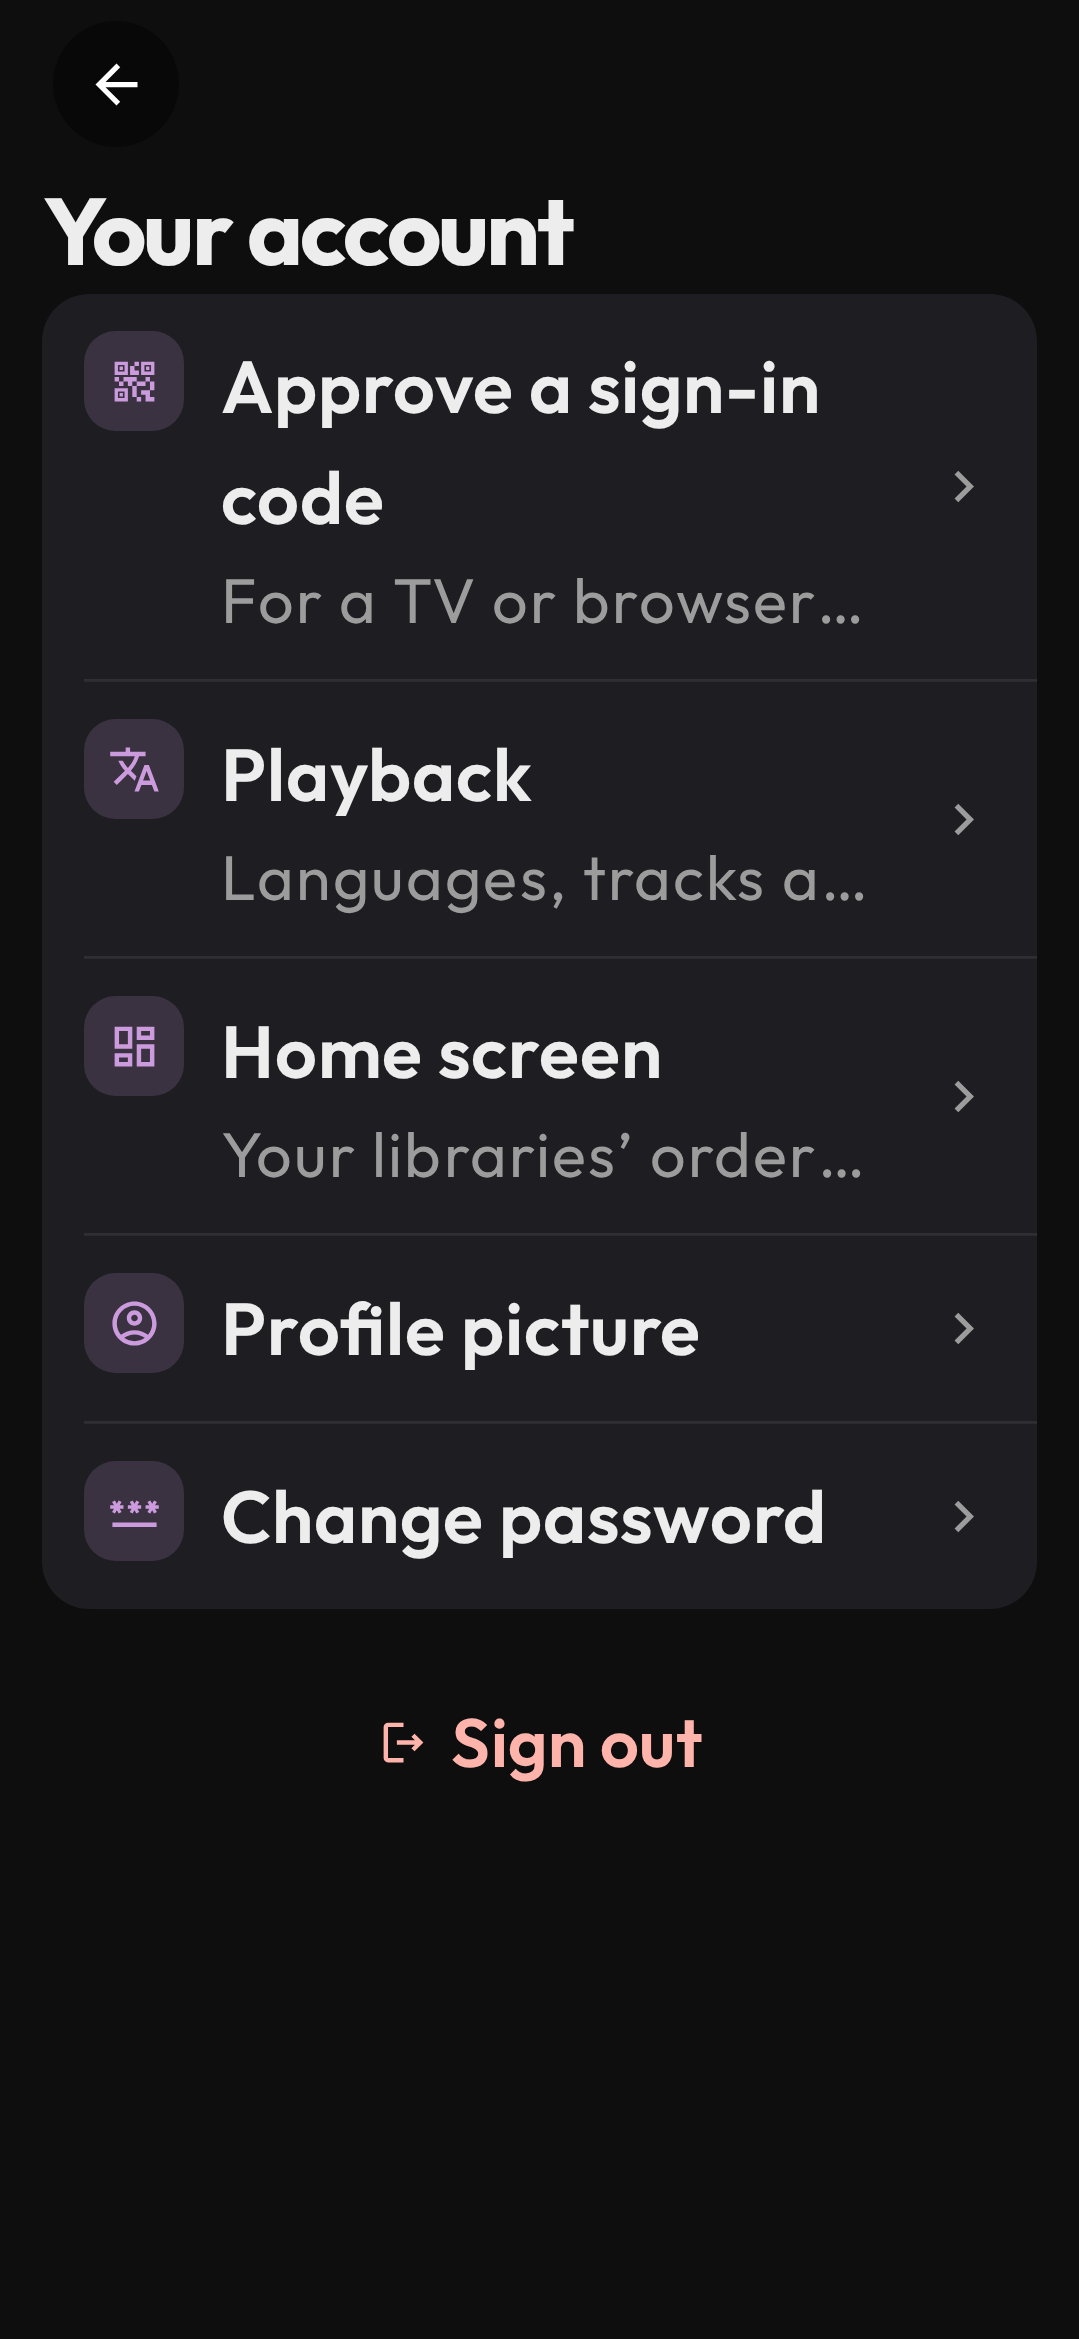 Your account
Approve a sign-in
code
For a TV or browser…
Playback
Languages, tracks a…
Home screen
Your libraries’ order…
Profile picture
Change password
Sign out